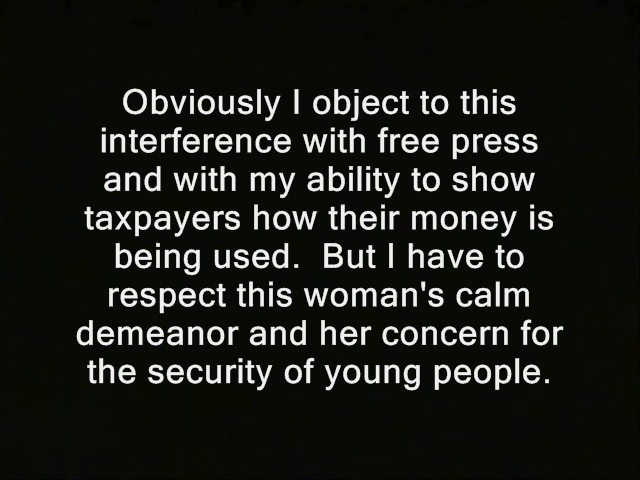 Obviously I object to this
interference with free press
and with my ability to show
taxpayers how their money is
being used.  But I have to
respect this woman's calm
demeanor and her concern for
the security of young people.